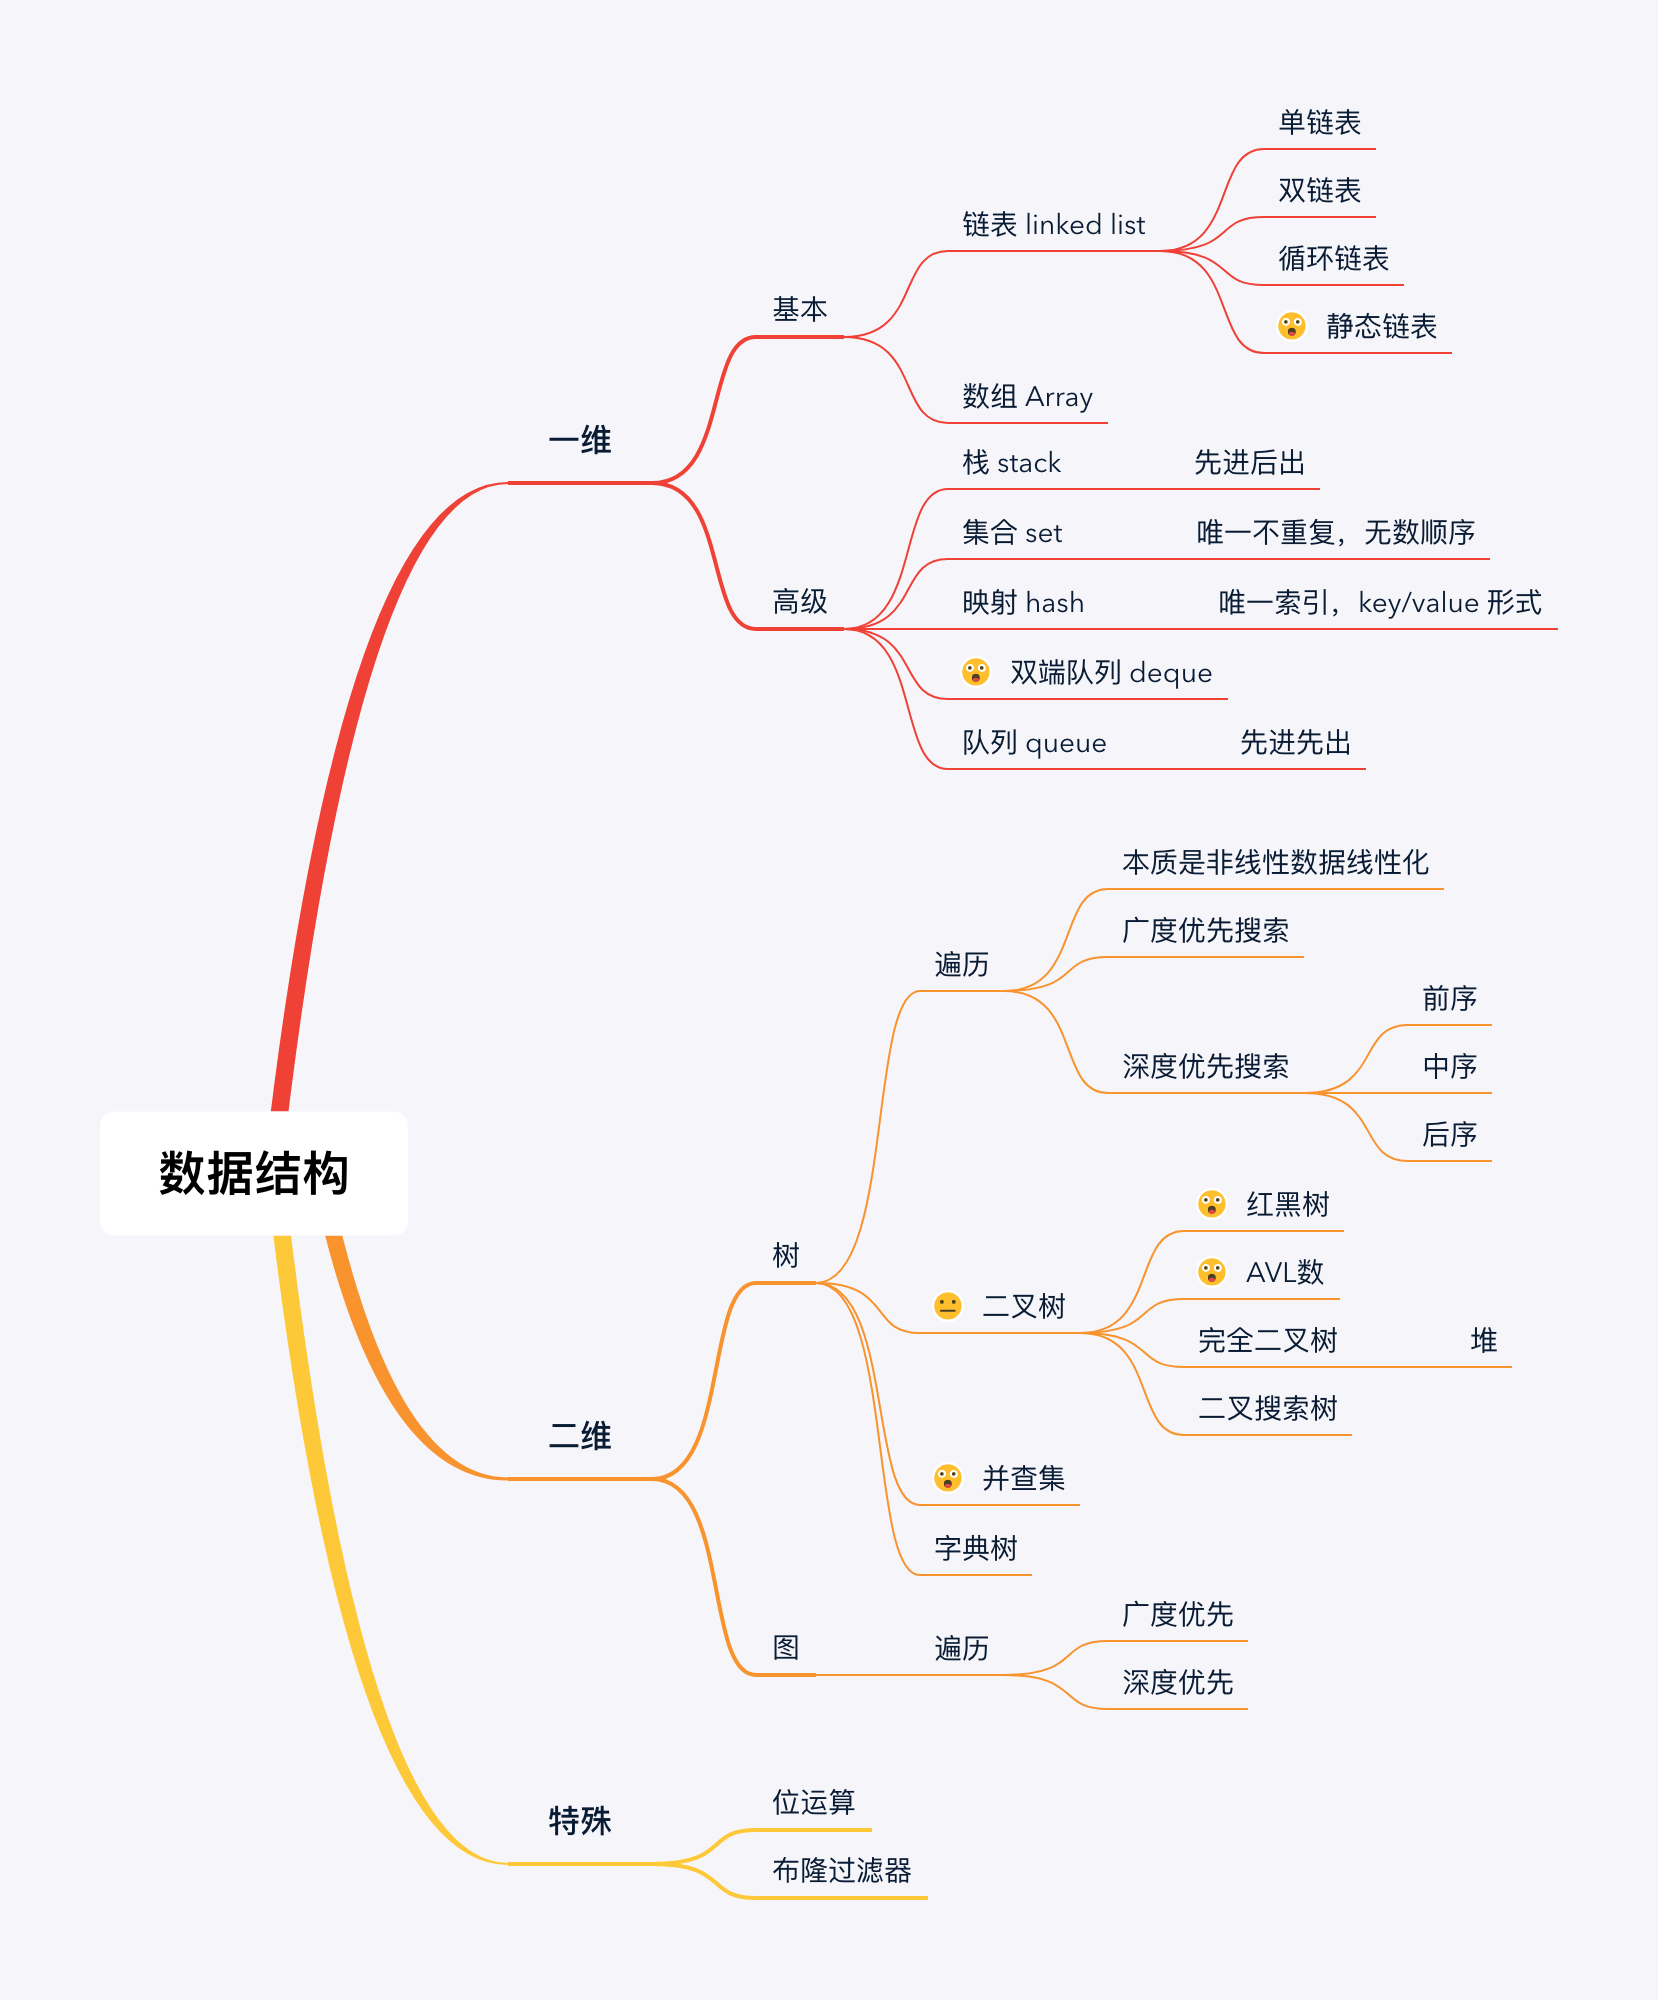 数据结构
一维
基本
链表 linked list
单链表
双链表
循环链表
静态链表
数组 Array
高级
栈 stack
先进后出
集合 set
唯一不重复，无数顺序
映射 hash
唯一索引，key/value 形式
双端队列 deque
队列 queue
先进先出
二维
树
遍历
本质是非线性数据线性化
广度优先搜索
深度优先搜索
前序
中序
后序
二叉树
红黑树
AVL数
完全二叉树
堆
二叉搜索树
并查集
字典树
图
遍历
广度优先
深度优先
特殊
位运算
布隆过滤器